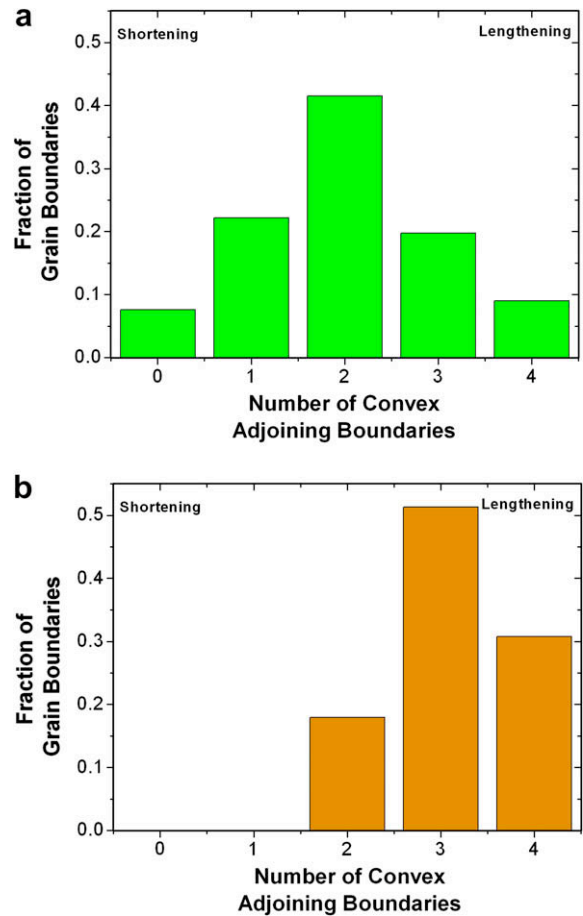 a
Shortening Lengthening
0.5
0.4
0.3
0.2
0.1
0.0
Fraction of
Grain Boundaries
0 1 2 3 4
Number of Convex
Adjoining Boundaries
b
Shortening Lengthening
0.5
0.4
0.3
0.2
0.1
0.0
Fraction of
Grain Boundaries
0 1 2 3 4
Number of Convex
Adjoining Boundaries